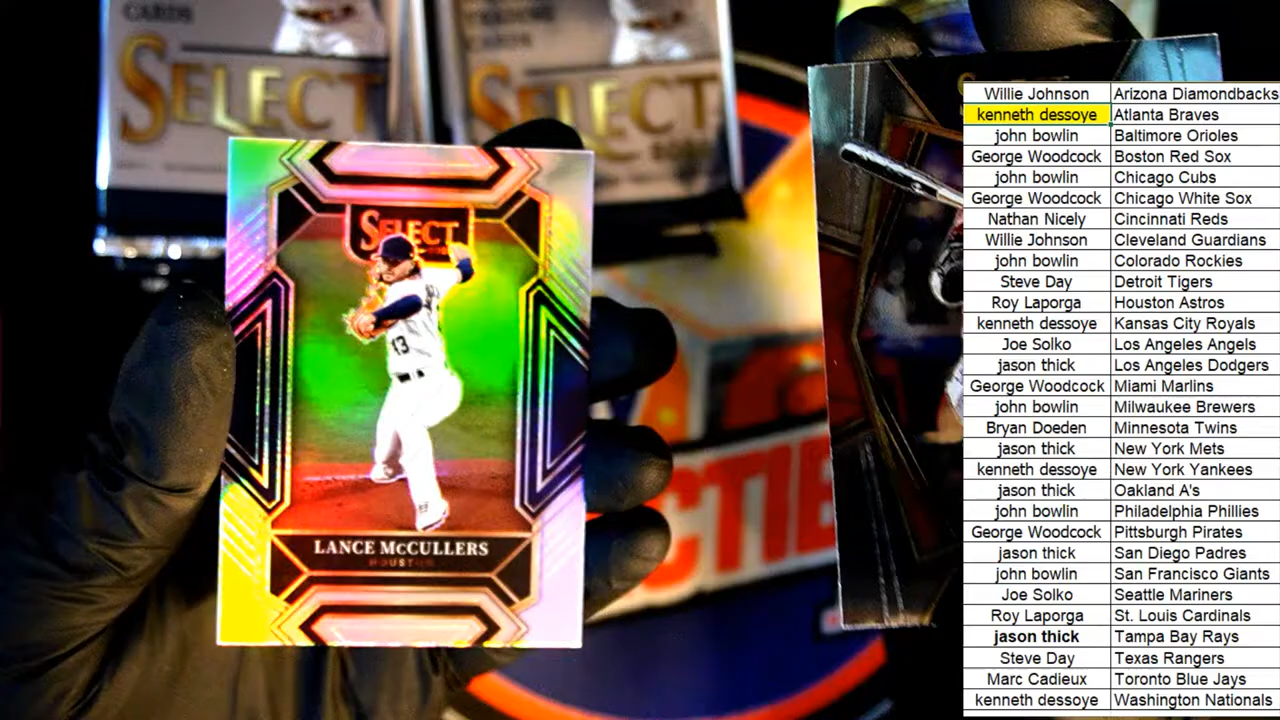 CARDS
SELECT
CARDS
SELECT
SELECT
13
LANCE McCULLERS
HOUSTON
CTIE
Willie Johnson Arizona Diamondbacks
kenneth dessoye Atlanta Braves
john bowlin Baltimore Orioles
George Woodcock Boston Red Sox
john bowlin Chicago Cubs
George Woodcock Chicago White Sox
Nathan Nicely Cincinnati Reds
Willie Johnson Cleveland Guardians
john bowlin Colorado Rockies
Steve Day Detroit Tigers
Roy Laporga Houston Astros
kenneth dessoye Kansas City Royals
Joe Solko Los Angeles Angels
jason thick Los Angeles Dodgers
George Woodcock Miami Marlins
john bowlin Milwaukee Brewers
Bryan Doeden Minnesota Twins
jason thick New York Mets
kenneth dessoye New York Yankees
jason thick Oakland A's
john bowlin Philadelphia Phillies
George Woodcock Pittsburgh Pirates
jason thick San Diego Padres
john bowlin San Francisco Giants
Joe Solko Seattle Mariners
Roy Laporga St. Louis Cardinals
jason thick Tampa Bay Rays
Steve Day Texas Rangers
Marc Cadieux Toronto Blue Jays
kenneth dessoye Washington Nationals